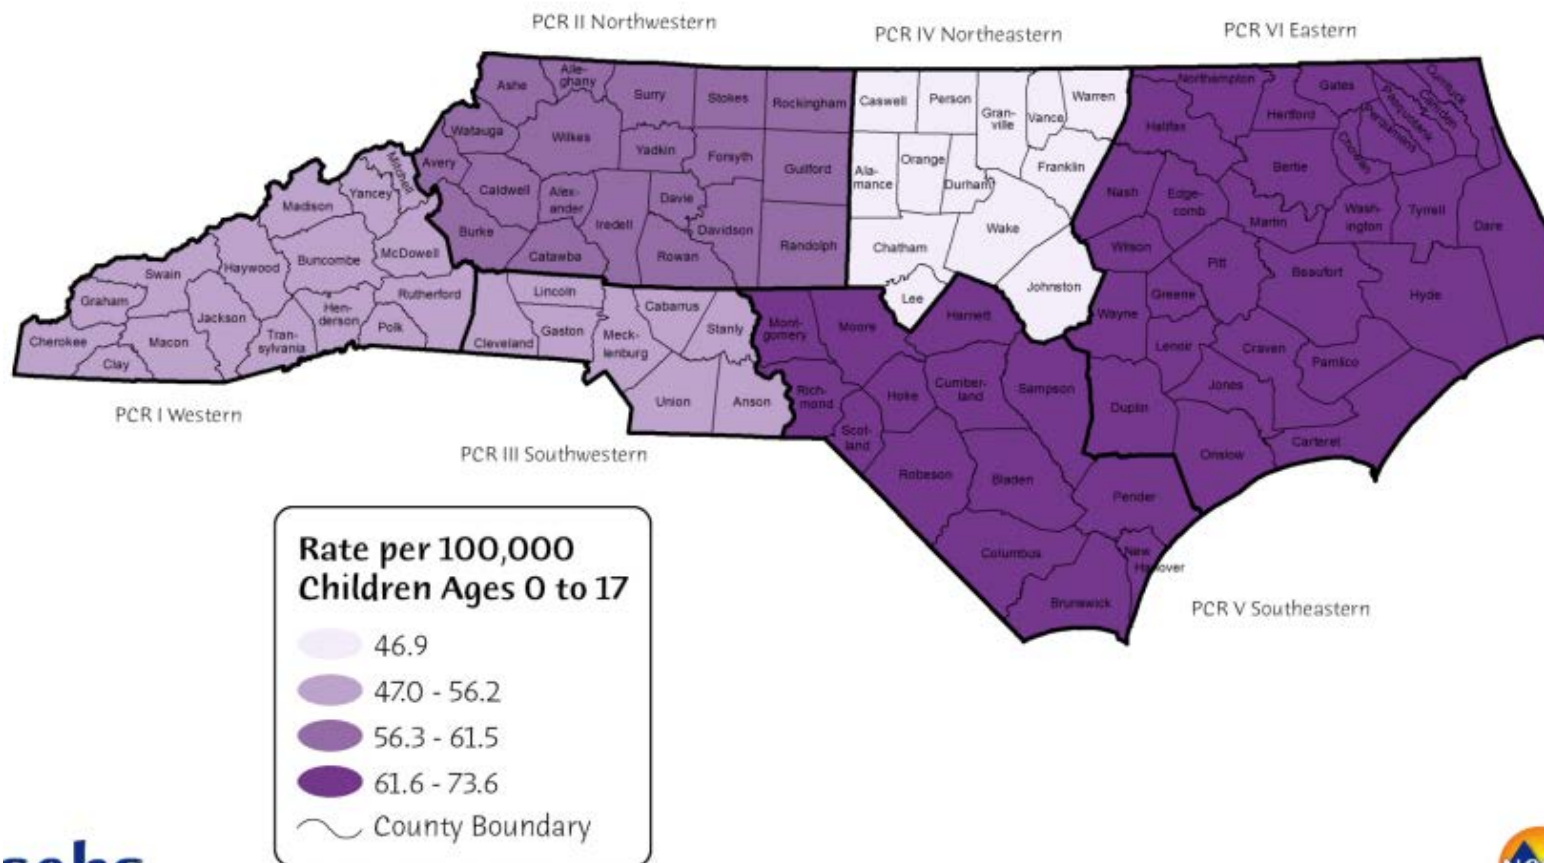 PCR II Northwestern
PCR IV Northeastern
PCR VI Eastern
Ashe
Alle-
ghany
Surry
Stokes
Rockingham
Caswell
Person
Gran-
ville
Vance
Warren
Northampton
Gates
Currituck
Camden
Pasquotank
Perquimans
Hertford
Halifax
Watauga
Wilkes
Yadkin
Forsyth
Guilford
Ala-
mance
Orange
Durham
Franklin
Bertie
Chowan
Avery
Mitchell
Yancey
Madison
Caldwell
Alex-
ander
Iredell
Davie
Davidson
Randolph
Nash
Edge-
comb
Martin
Wash-
ington
Tyrrell
Dare
Burke
Catawba
Rowan
Chatham
Wake
Wilson
Pitt
Beaufort
Hyde
McDowell
Buncombe
Haywood
Swain
Graham
Jackson
Rutherford
Hen-
derson
Polk
Tran-
sylvania
Macon
Cherokee
Clay
Lincoln
Cleveland
Gaston
Meck-
lenburg
Cabarrus
Stanly
Union
Anson
Lee
Johnston
Greene
Wayne
Lenoir
Craven
Pamlico
Jones
Mont-
gomery
Moore
Harnett
Rich-
mond
Hoke
Cumber-
land
Sampson
Duplin
Scot-
land
Onslow
Carteret
Robeson
Bladen
Pender
Columbus
New
Hanover
Brunswick
PCR I Western
PCR III Southwestern
PCR V Southeastern
Rate per 100,000
Children Ages 0 to 17
46.9
47.0 - 56.2
56.3 - 61.5
61.6 - 73.6
County Boundary